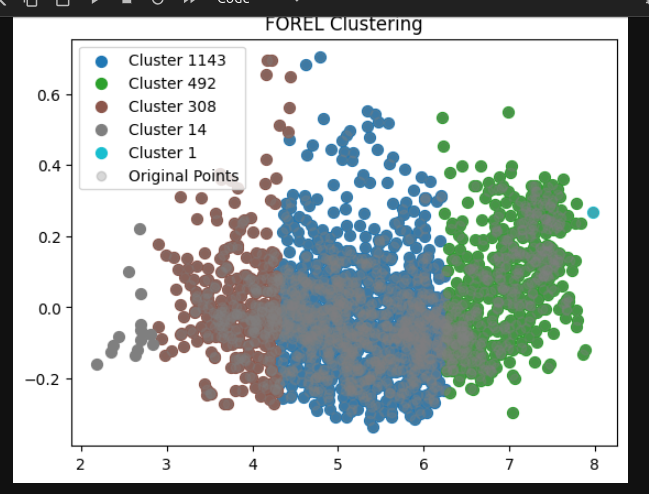 Code
FOREL Clustering
Cluster 1143
Cluster 492
Cluster 308
Cluster 14
Cluster 1
Original Points
0.6
0.4
0.2
0.0
−0.2
2 3 4 5 6 7 8